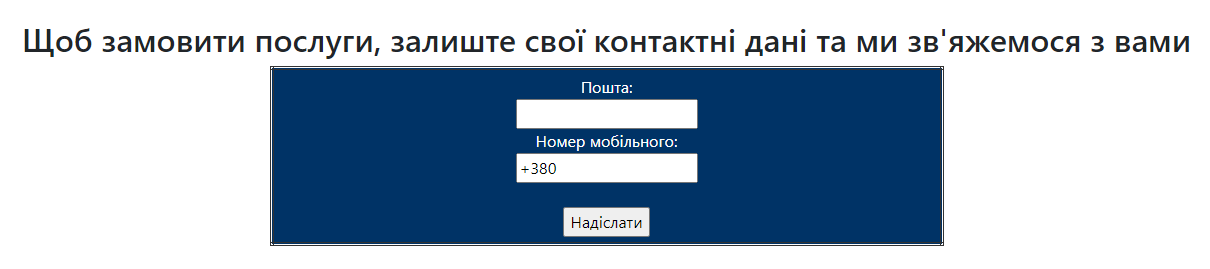 Щоб замовити послуги, залиште свої контактні дані та ми зв'яжемося з вами
Пошта:
Номер мобільного:
+380
Надіслати